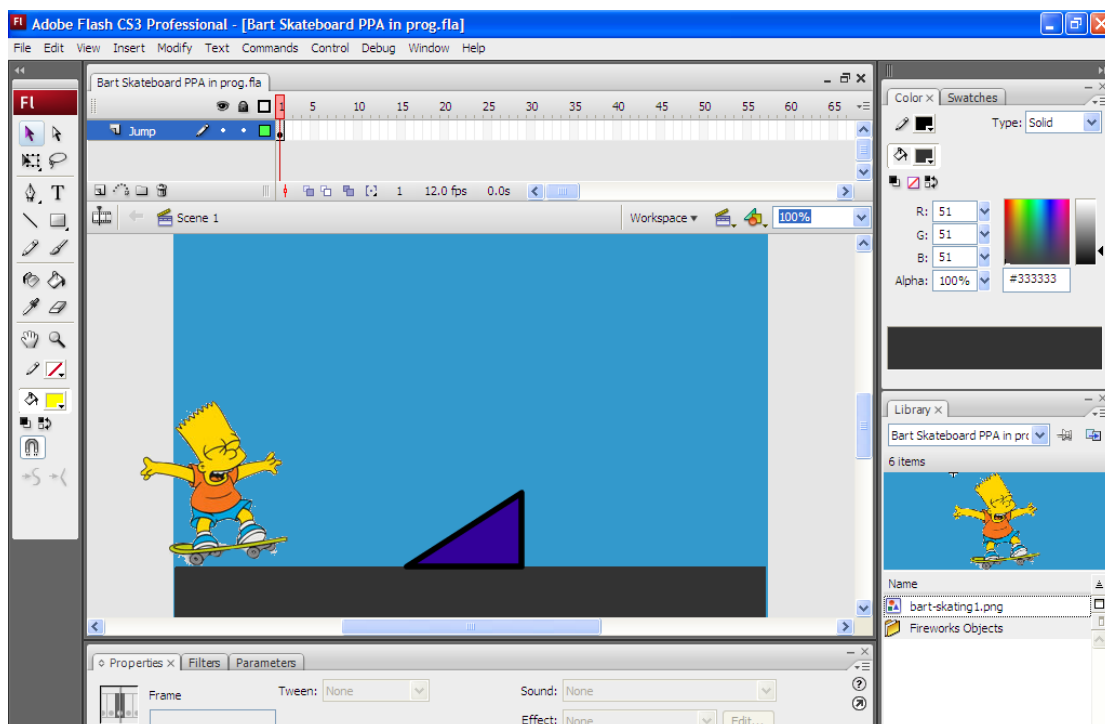 Fl Adobe Flash CS3 Professional - [Bart Skateboard PPA in prog.fla]
File Edit View Insert Modify Text Commands Control Debug Window Help
Bart Skateboard PPA in prog.fla
1 5 10 15 20 25 30 35 40 45 50 55 60 65
Jump
1 12.0 fps 0.0s
Scene 1 Workspace 100%
Fl
T
Color Swatches
Type: Solid
R: 51
G: 51
B: 51
Alpha: 100% #333333
Library
Bart Skateboard PPA in pro
6 items
Name
bart-skating1.png
Fireworks Objects
Properties Filters Parameters
Frame Tween: None Sound: None
Effect: None Edit...